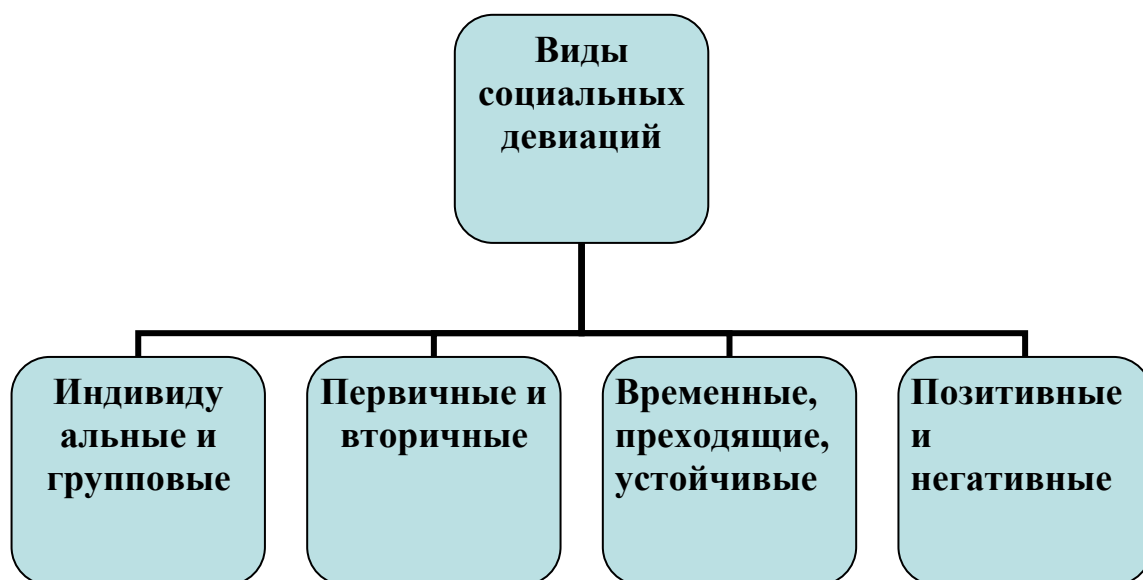 Виды
социальных
девиаций
Индивиду
альные и
групповые
Первичные и
вторичные
Временные,
преходящие,
устойчивые
Позитивные
и
негативные